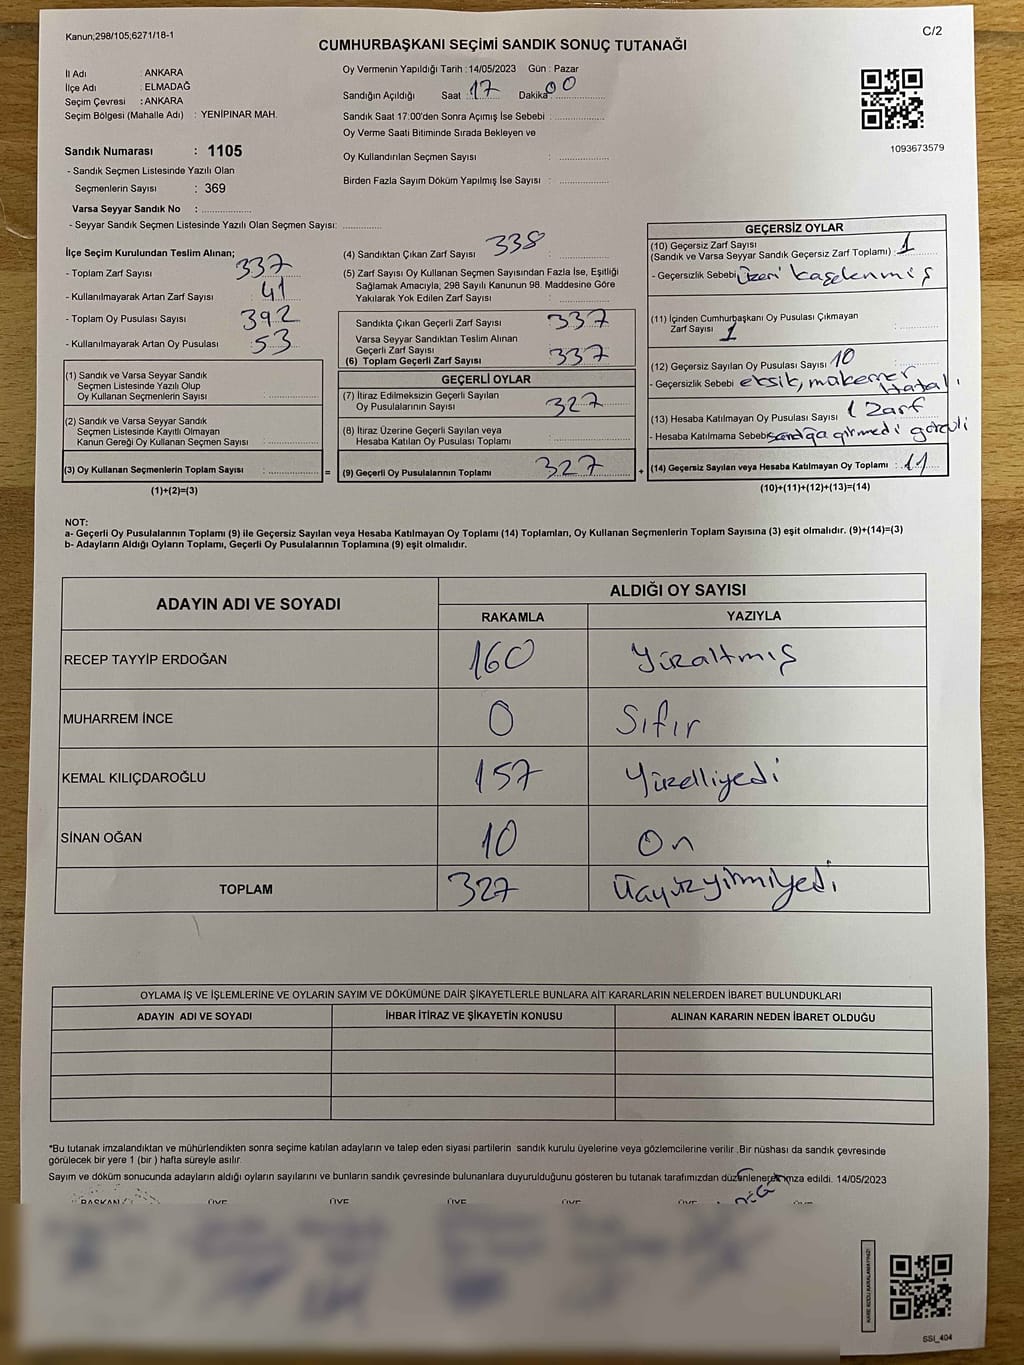 Kanun;298/105;6271/18-1
C/2
CUMHURBAŞKANI SEÇİMİ SANDIK SONUÇ TUTANAĞI
İl Adı : ANKARA
İlçe Adı : ELMADAĞ
Seçim Çevresi : ANKARA
Seçim Bölgesi (Mahalle Adı) : YENİPINAR MAH.
Sandık Numarası : 1105
- Sandık Seçmen Listesinde Yazılı Olan
Seçmenlerin Sayısı : 369
Varsa Seyyar Sandık No : ................
- Seyyar Sandık Seçmen Listesinde Yazılı Olan Seçmen Sayısı: ............
Oy Vermenin Yapıldığı Tarih : 14/05/2023 Gün : Pazar
Sandığın Açıldığı Saat : 17 Dakika 00
Sandık Saat 17:00'den Sonra Açımış İse Sebebi : ................
Oy Verme Saati Bitiminde Sırada Bekleyen ve
Oy Kullandırılan Seçmen Sayısı : ................
Birden Fazla Sayım Döküm Yapılmış İse Sayısı : ................
1093673579
İlçe Seçim Kurulundan Teslim Alınan;
- Toplam Zarf Sayısı 337
- Kullanılmayarak Artan Zarf Sayısı : 41
- Toplam Oy Pusulası Sayısı 392
- Kullanılmayarak Artan Oy Pusulası : 53
(1) Sandık ve Varsa Seyyar Sandık
Seçmen Listesinde Yazılı Olup
Oy Kullanan Seçmenlerin Sayısı : ................
(2) Sandık ve Varsa Seyyar Sandık
Seçmen Listesinde Kayıtlı Olmayan
Kanun Gereği Oy Kullanan Seçmen Sayısı : ................
(3) Oy Kullanan Seçmenlerin Toplam Sayısı : ................ =
(1)+(2)=(3)
(4) Sandıktan Çıkan Zarf Sayısı : 338
(5) Zarf Sayısı Oy Kullanan Seçmen Sayısından Fazla İse, Eşitliği
Sağlamak Amacıyla; 298 Sayılı Kanunun 98. Maddesine Göre
Yakılarak Yok Edilen Zarf Sayısı : ................
Sandıkta Çıkan Geçerli Zarf Sayısı : 337
Varsa Seyyar Sandıktan Teslim Alınan
Geçerli Zarf Sayısı
(6) Toplam Geçerli Zarf Sayısı : 337
GEÇERLİ OYLAR
(7) İtiraz Edilmeksizin Geçerli Sayılan
Oy Pusulalarının Sayısı : 327
(8) İtiraz Üzerine Geçerli Sayılan veya
Hesaba Katılan Oy Pusulası Toplamı : ................
(9) Geçerli Oy Pusulalarının Toplamı : 327 +
GEÇERSİZ OYLAR
(10) Geçersiz Zarf Sayısı
(Sandık ve Varsa Seyyar Sandık Geçersiz Zarf Toplamı) : 1
- Geçersizlik Sebebi Üzeri kaşelenmiş
(11) İçinden Cumhurbaşkanı Oy Pusulası Çıkmayan
Zarf Sayısı 1 : ................
(12) Geçersiz Sayılan Oy Pusulası Sayısı 10
- Geçersizlik Sebebi eksik, mükerrer Hatalı
(13) Hesaba Katılmayan Oy Pusulası Sayısı 1 Zarf
- Hesaba Katılmama Sebebi sandığa girmedi görevli
(14) Geçersiz Sayılan veya Hesaba Katılmayan Oy Toplamı : 11
(10)+(11)+(12)+(13)=(14)
NOT:
a- Geçerli Oy Pusulalarının Toplamı (9) ile Geçersiz Sayılan veya Hesaba Katılmayan Oy Toplamı (14) Toplamları, Oy Kullanan Seçmenlerin Toplam Sayısına (3) eşit olmalıdır. (9)+(14)=(3)
b- Adayların Aldığı Oyların Toplamı, Geçerli Oy Pusulalarının Toplamına (9) eşit olmalıdır.
ADAYIN ADI VE SOYADI ALDIĞI OY SAYISI
RAKAMLA YAZIYLA
RECEP TAYYİP ERDOĞAN 160 Yüzaltmış
MUHARREM İNCE 0 Sıfır
KEMAL KILIÇDAROĞLU 157 Yüzelliyedi
SİNAN OĞAN 10 On
TOPLAM 327 Üçyüzyirmiyedi
OYLAMA İŞ VE İŞLEMLERİNE VE OYLARIN SAYIM VE DÖKÜMÜNE DAİR ŞİKAYETLERLE BUNLARA AİT KARARLARIN NELERDEN İBARET BULUNDUKLARI
ADAYIN ADI VE SOYADI İHBAR İTİRAZ VE ŞİKAYETİN KONUSU ALINAN KARARIN NEDEN İBARET OLDUĞU
*Bu tutanak imzalandıktan ve mühürlendikten sonra seçime katılan adayların ve talep eden siyasi partilerin sandık kurulu üyelerine veya gözlemcilerine verilir .Bir nüshası da sandık çevresinde
görülecek bir yere 1 (bir ) hafta süreyle asılır.
Sayım ve döküm sonucunda adayların aldığı oyların sayılarını ve bunların sandık çevresinde bulunanlara duyurulduğunu gösteren bu tutanak tarafımızdan düzenlenerek imza edildi. 14/05/2023
BAŞKAN ÜYE ÜYE ÜYE ÜYE ÜYE ÜYE
KARE KODU KARALAMAYINIZ!
SSI_404